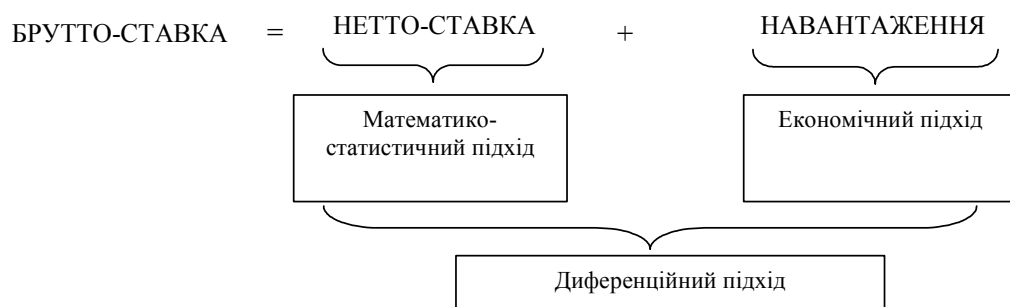 БРУТТО-СТАВКА = НЕТТО-СТАВКА + НАВАНТАЖЕННЯ
Математико-
статистичний підхід
Економічний підхід
Диференційний підхід